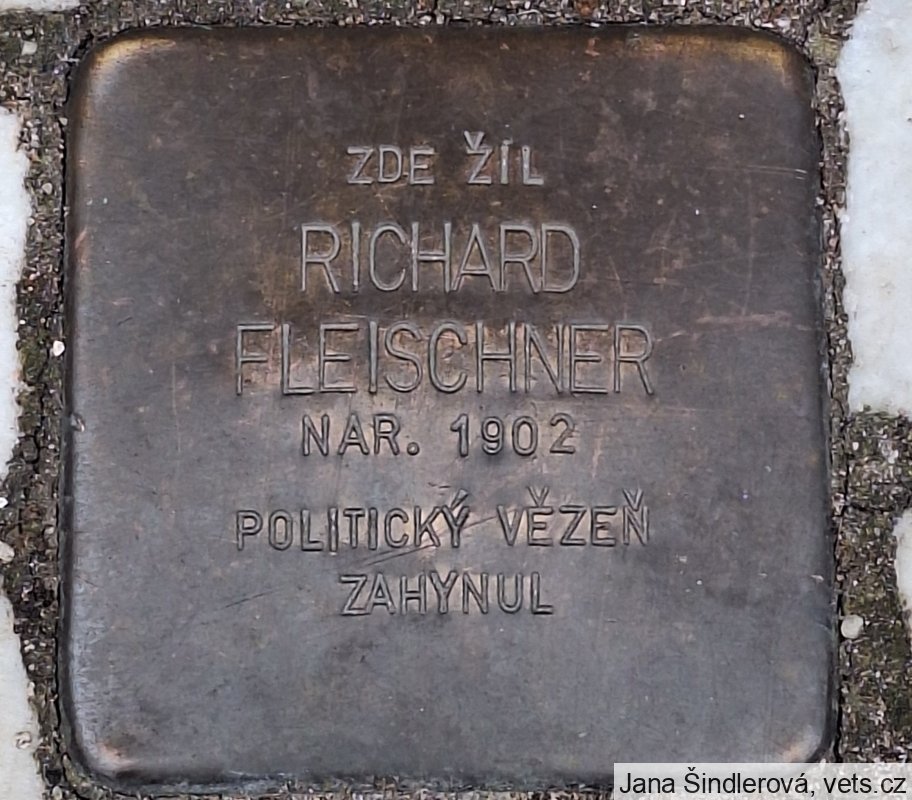 ZDE ŽIL
RICHARD
FLEISCHNER
NAR. 1902
POLITICKÝ VĚZEŇ
ZAHYNUL
Jana Šindlerová, vets.cz